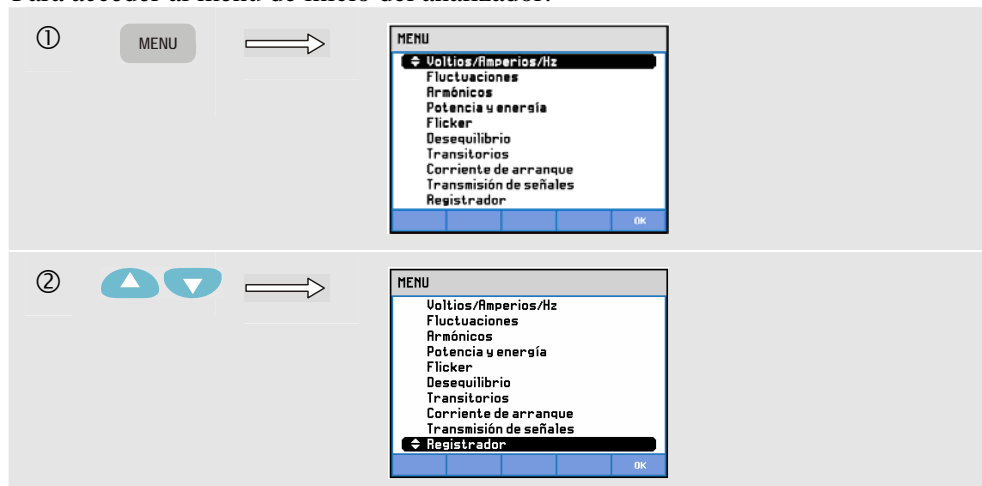 Para acceder al menú de inicio del analizador:
①
MENU
MENU
Voltios/Amperios/Hz
Fluctuaciones
Armónicos
Potencia y energía
Flicker
Desequilibrio
Transitorios
Corriente de arranque
Transmisión de señales
Registrador
OK
②
MENU
Voltios/Amperios/Hz
Fluctuaciones
Armónicos
Potencia y energía
Flicker
Desequilibrio
Transitorios
Corriente de arranque
Transmisión de señales
Registrador
OK